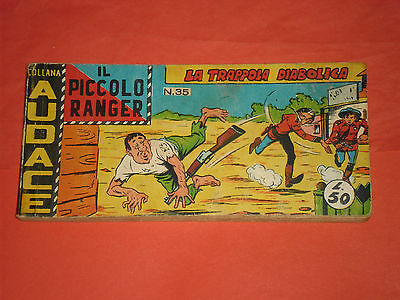 COLLANA
AUDACE
IL
PICCOLO
RANGER
LA TRAPPOLA DIABOLICA
N.35
L. 50